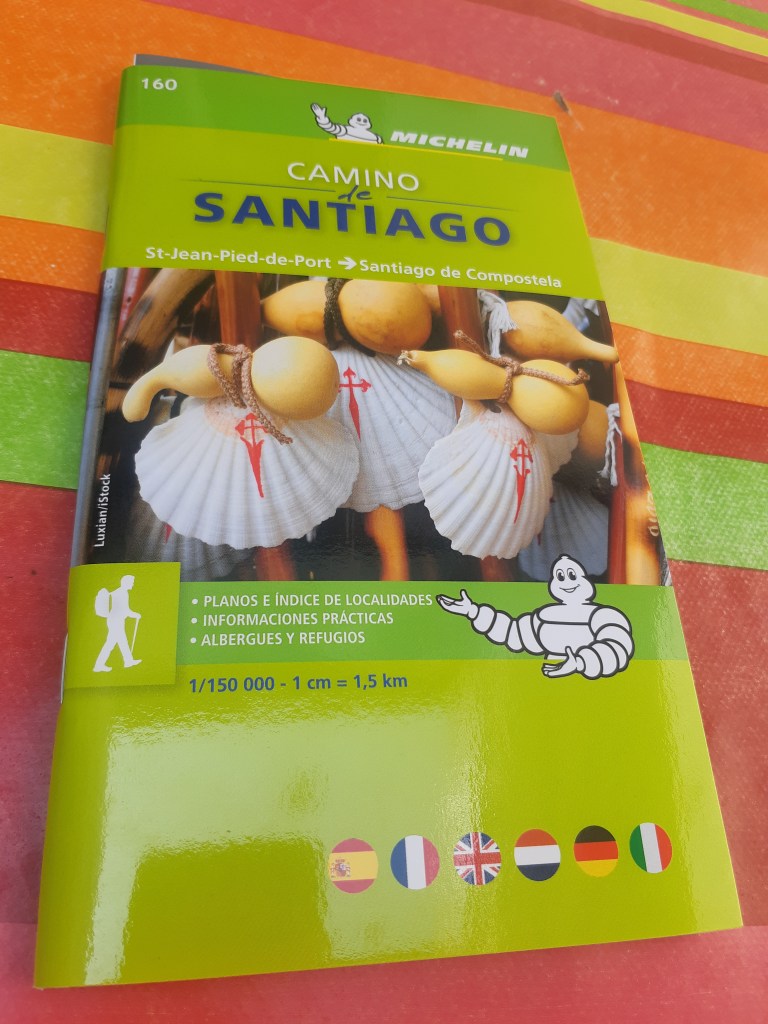 160
MICHELIN
CAMINO
de
SANTIAGO
St-Jean-Pied-de-Port ➔ Santiago de Compostela
Luxian/iStock
• PLANOS E ÍNDICE DE LOCALIDADES
• INFORMACIONES PRÁCTICAS
• ALBERGUES Y REFUGIOS
1/150 000 - 1 cm = 1,5 km